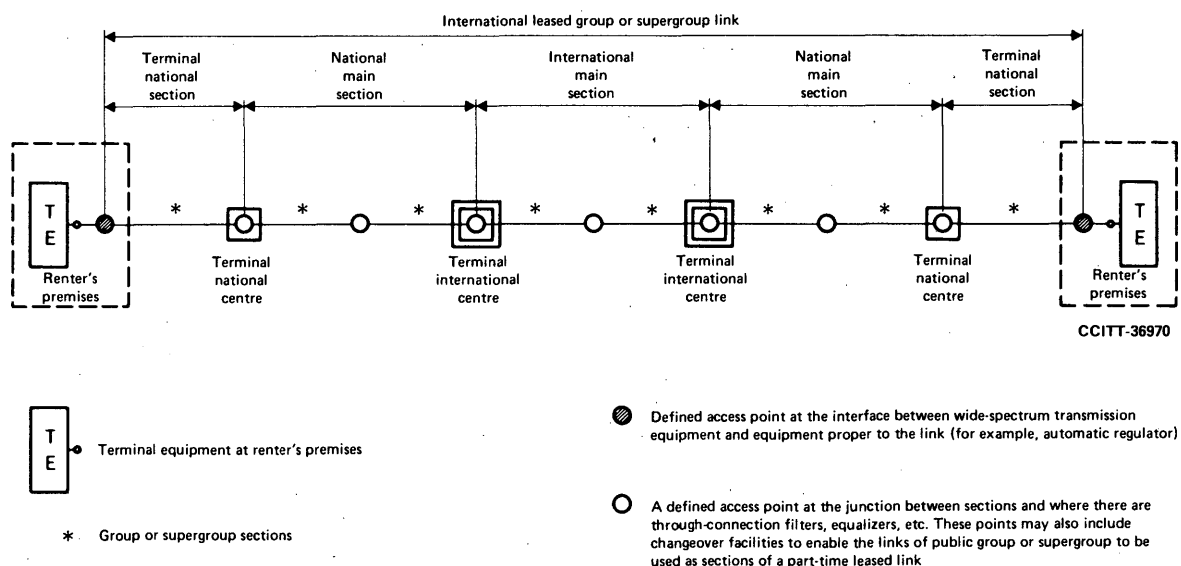 International leased group or supergroup link
Terminal
national
section
National
main
section
International
main
section
National
main
section
Terminal
national
section
T
E
* * * * * * * *
T
E
Renter's
premises
Terminal
national
centre
Terminal
international
centre
Terminal
international
centre
Terminal
national
centre
Renter's
premises
CCITT-36970
T
E
Terminal equipment at renter's premises
* Group or supergroup sections
Defined access point at the interface between wide-spectrum transmission
equipment and equipment proper to the link (for example, automatic regulator)
A defined access point at the junction between sections and where there are
through-connection filters, equalizers, etc. These points may also include
changeover facilities to enable the links of public group or supergroup to be
used as sections of a part-time leased link